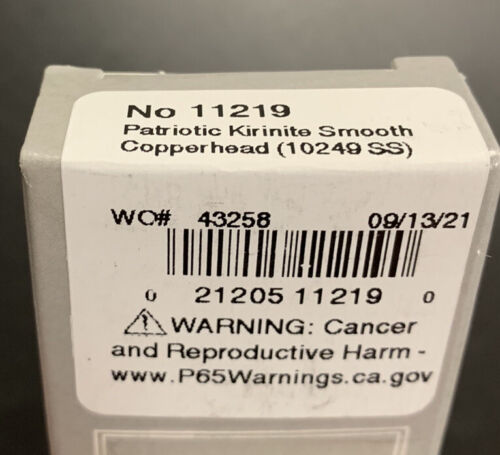 No 11219
Patriotic Kirinite Smooth
Copperhead (10249 SS)
WO# 43258 09/13/21
0 21205 11219 0
WARNING: Cancer
and Reproductive Harm -
www.P65Warnings.ca.gov